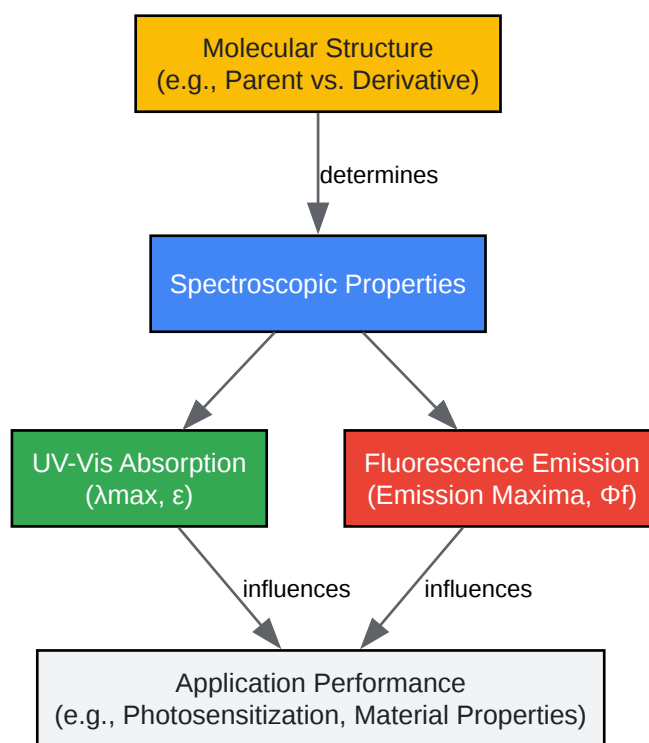 Molecular Structure
(e.g., Parent vs. Derivative)
determines
Spectroscopic Properties
UV-Vis Absorption
(λmax, ε)
Fluorescence Emission
(Emission Maxima, Φf)
influences
influences
Application Performance
(e.g., Photosensitization, Material Properties)